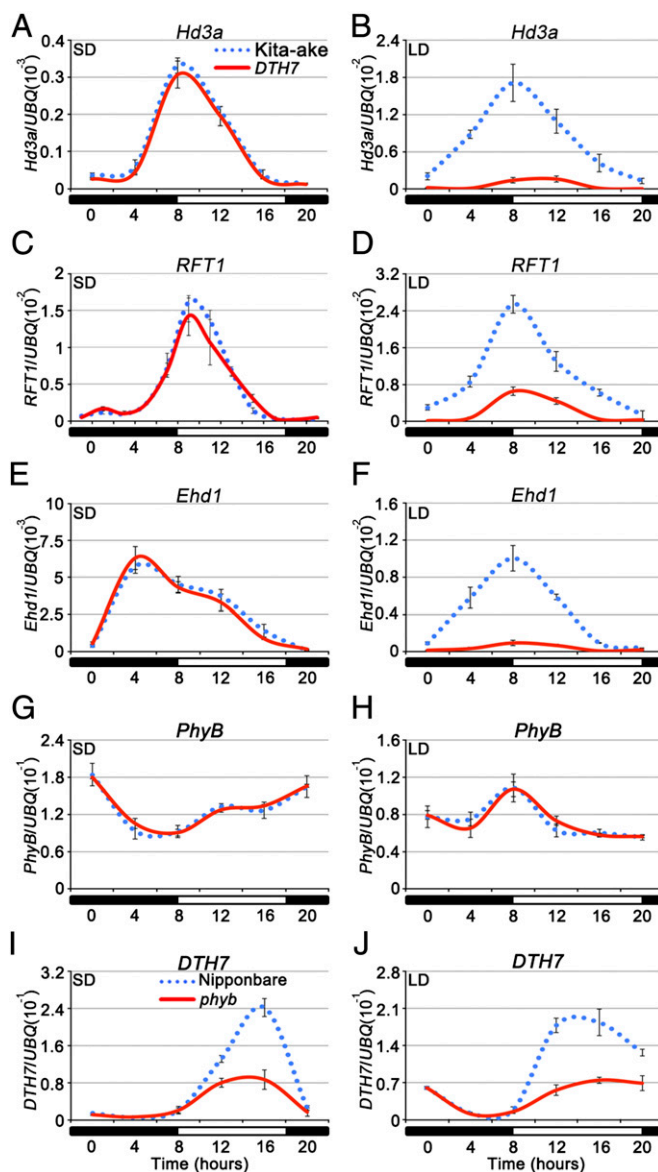 A
Hd3a
SD
Kita-ake
DTH7
Hd3a/UBQ(10⁻³)
0.4
0.3
0.2
0.1
0
0 4 8 12 16 20
B
Hd3a
LD
Hd3a/UBQ(10⁻²)
2.4
1.8
1.2
0.6
0
0 4 8 12 16 20
C
RFT1
SD
RFT1/UBQ(10⁻²)
2
1.5
1
0.5
0
0 4 8 12 16 20
D
RFT1
LD
RFT1/UBQ(10⁻²)
3.2
2.4
1.6
0.8
0
0 4 8 12 16 20
E
Ehd1
SD
Ehd1/UBQ(10⁻³)
10
7.5
5
2.5
0
0 4 8 12 16 20
F
Ehd1
LD
Ehd1/UBQ(10⁻²)
1.6
1.2
0.8
0.4
0
0 4 8 12 16 20
G
PhyB
SD
PhyB/UBQ(10⁻¹)
2.4
1.8
1.2
0.6
0
0 4 8 12 16 20
H
PhyB
LD
PhyB/UBQ(10⁻¹)
1.6
1.2
0.8
0.4
0
0 4 8 12 16 20
I
DTH7
SD
Nipponbare
phyb
DTH7/UBQ(10⁻¹)
3.2
2.4
1.6
0.8
0
0 4 8 12 16 20
Time (hours)
J
DTH7
LD
DTH7/UBQ(10⁻¹)
2.8
2.1
1.4
0.7
0
0 4 8 12 16 20
Time (hours)